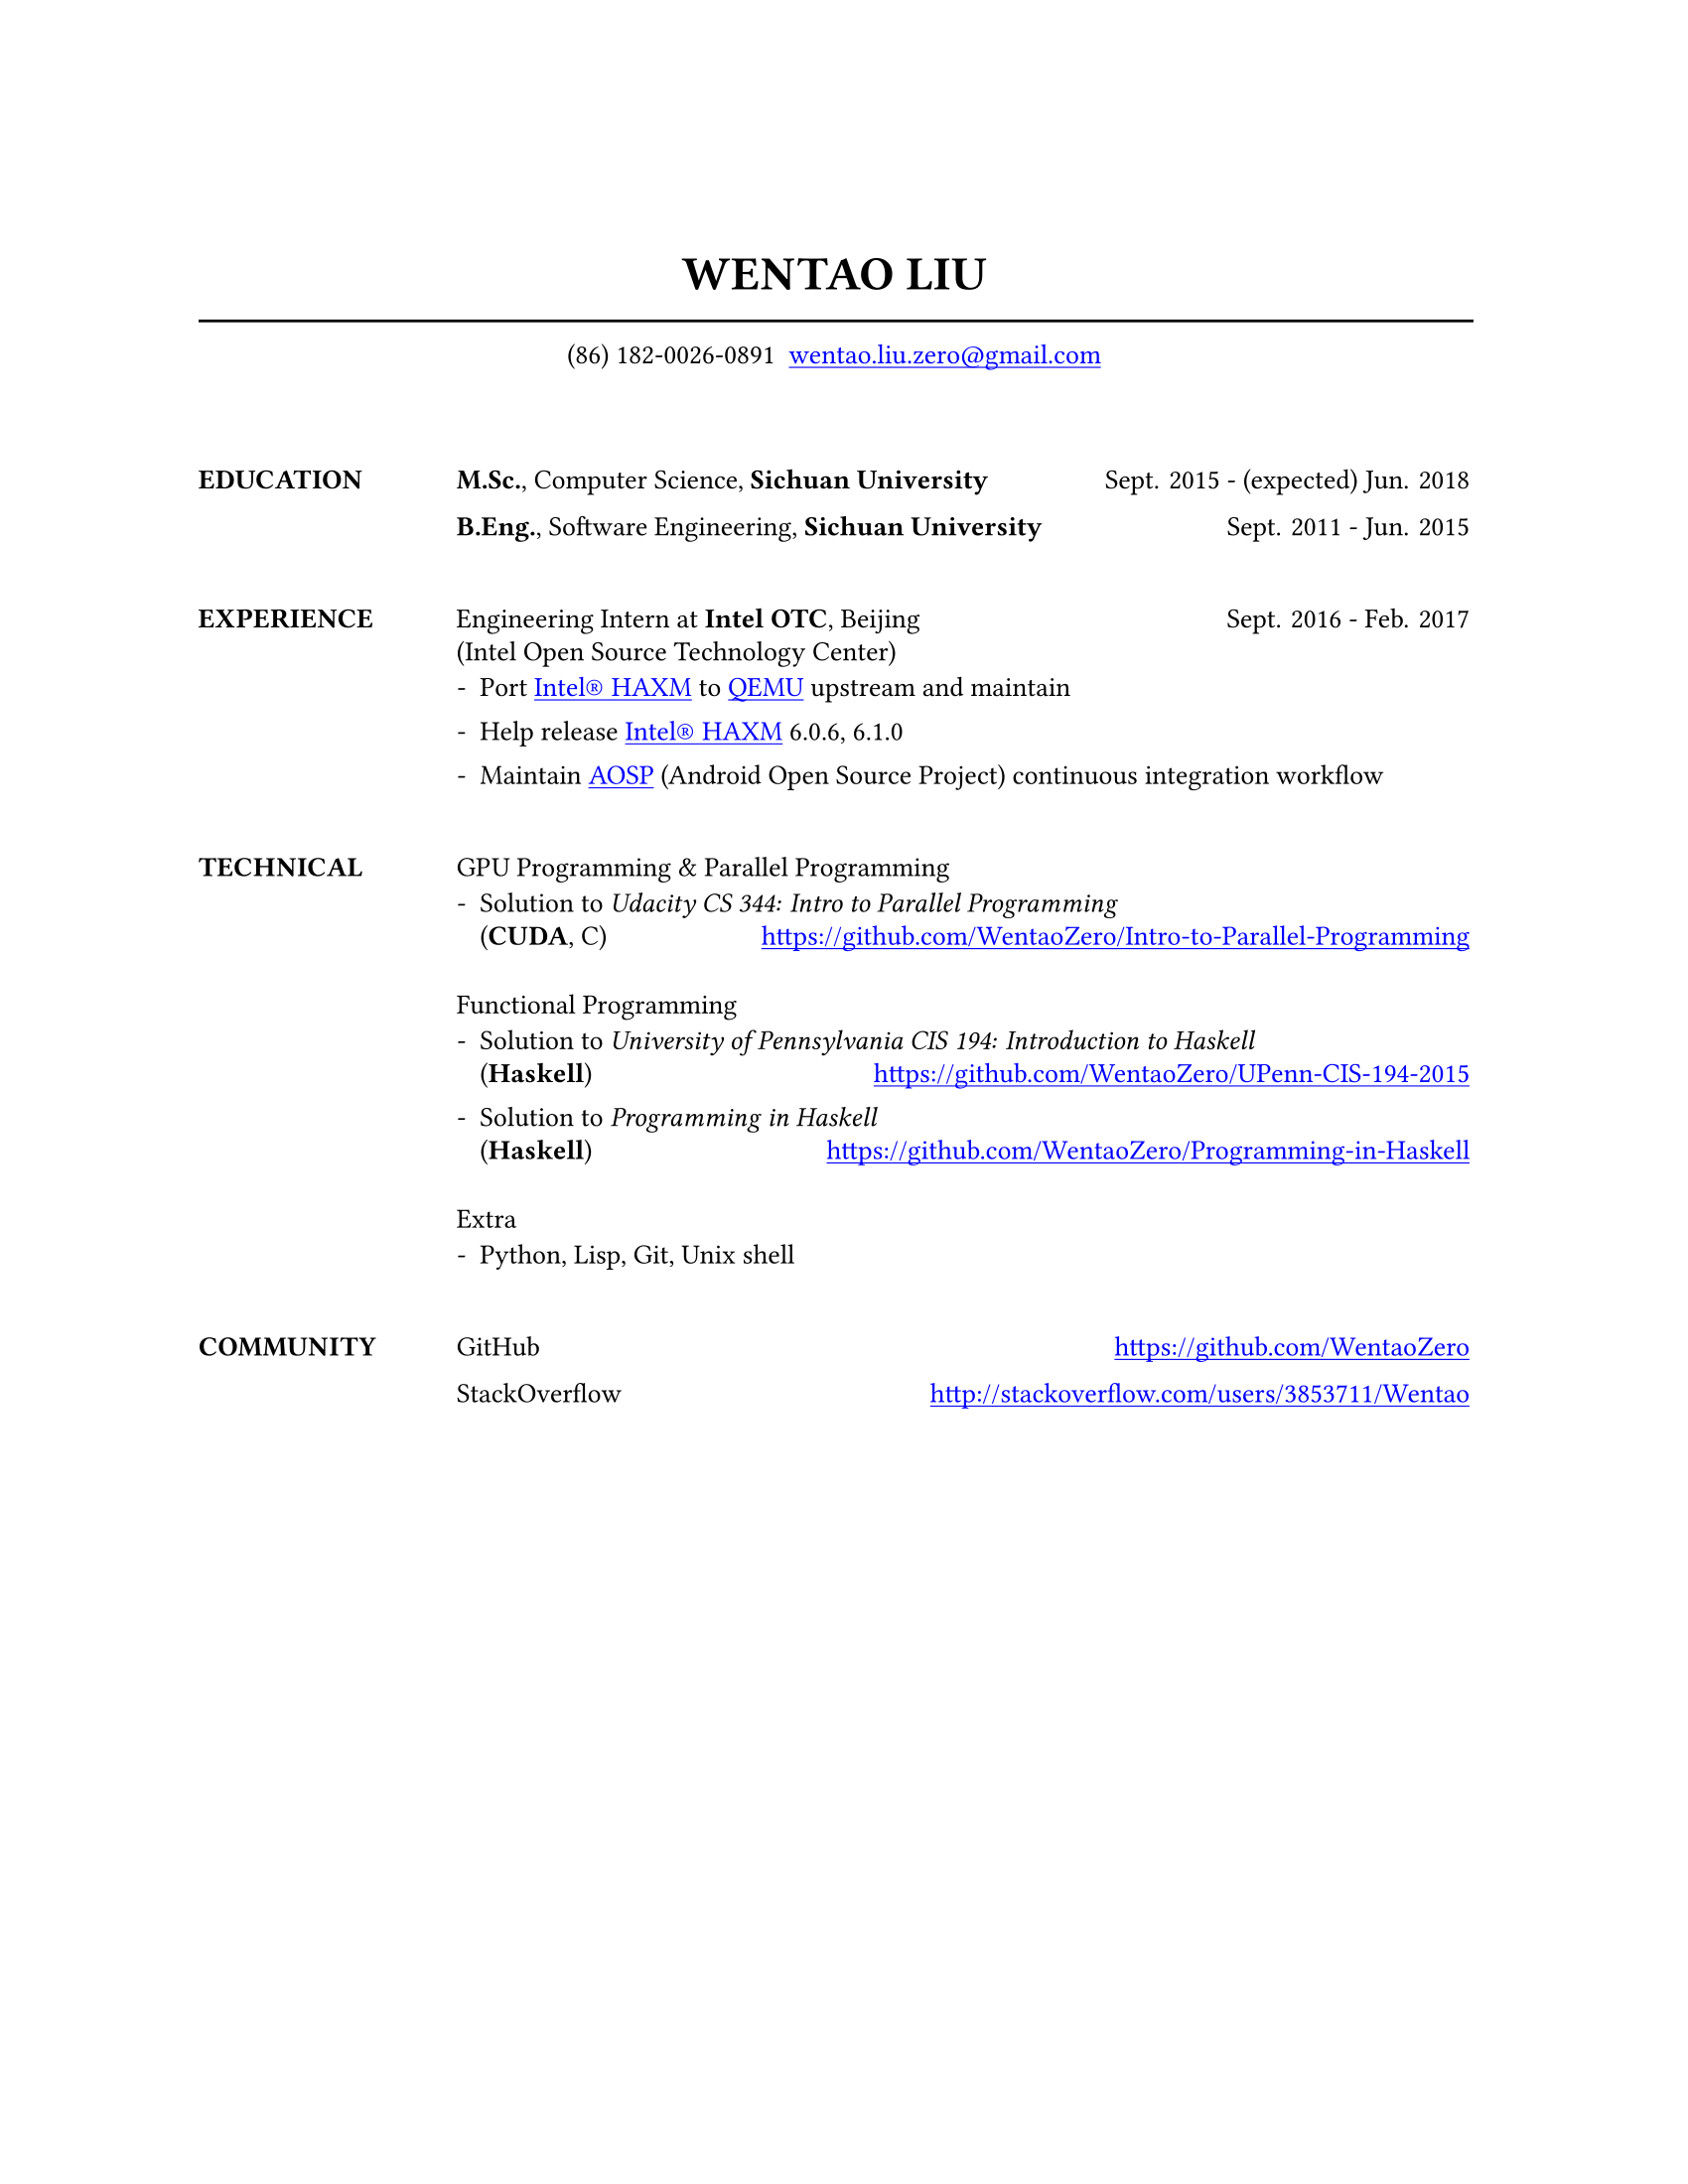 WENTAO LIU
(86) 182-0026-0891 wentao.liu.zero@gmail.com
EDUCATION M.Sc., Computer Science, Sichuan University Sept. 2015 - (expected) Jun. 2018
B.Eng., Software Engineering, Sichuan University Sept. 2011 - Jun. 2015
EXPERIENCE Engineering Intern at Intel OTC, Beijing Sept. 2016 - Feb. 2017
(Intel Open Source Technology Center)
- Port Intel® HAXM to QEMU upstream and maintain
- Help release Intel® HAXM 6.0.6, 6.1.0
- Maintain AOSP (Android Open Source Project) continuous integration workflow
TECHNICAL GPU Programming & Parallel Programming
- Solution to Udacity CS 344: Intro to Parallel Programming
(CUDA, C) https://github.com/WentaoZero/Intro-to-Parallel-Programming
Functional Programming
- Solution to University of Pennsylvania CIS 194: Introduction to Haskell
(Haskell) https://github.com/WentaoZero/UPenn-CIS-194-2015
- Solution to Programming in Haskell
(Haskell) https://github.com/WentaoZero/Programming-in-Haskell
Extra
- Python, Lisp, Git, Unix shell
COMMUNITY GitHub https://github.com/WentaoZero
StackOverflow http://stackoverflow.com/users/3853711/Wentao